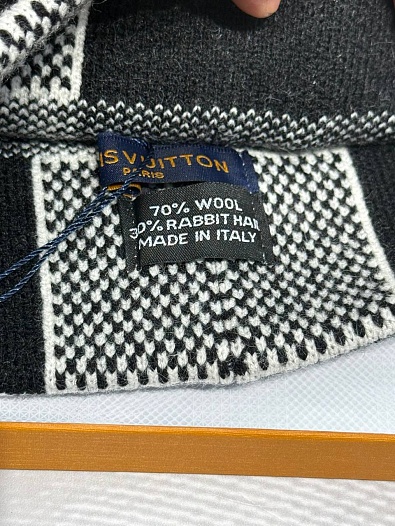 IS VUITTON
PARIS
70% WOOL
30% RABBIT HAI
MADE IN ITALY